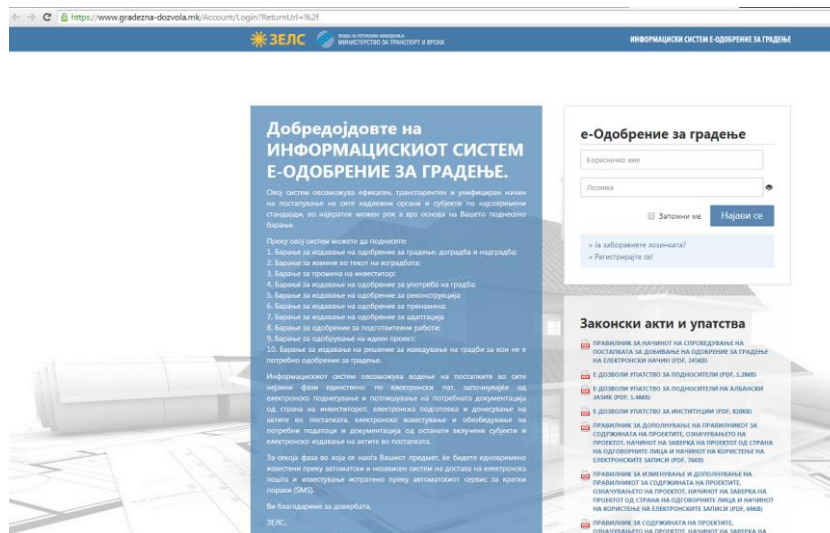 https://www.gradezna-dozvola.mk/Account/Login?ReturnUrl=%2f
ЗЕЛС
ВЛАДА НА РЕПУБЛИКА МАКЕДОНИЈА
МИНИСТЕРСТВО ЗА ТРАНСПОРТ И ВРСКИ
ИНФОРМАЦИСКИ СИСТЕМ Е-ОДОБРЕНИЕ ЗА ГРАДЕЊЕ
Добредојдовте на
ИНФОРМАЦИСКИОТ СИСТЕМ
Е-ОДОБРЕНИЕ ЗА ГРАДЕЊЕ.
Овој систем овозможува ефикасен, транспарентен и унифициран начин
на постапување на сите надлежни органи и субјекти по најсовремени
стандарди, во најкраток можен рок а врз основа на Вашето поднесено
барање.
Преку овој систем можете да поднесете:
1. Барање за издавање на одобрение за градење, доградба и надградба;
2. Барање за измени во текот на изградбата;
3. Барање за промена на инвеститор;
4. Барање за издавање на одобрение за употреба на градба;
5. Барање за издавање на одобрение за реконструкција;
6. Барање за издавање на одобрение за пренамена;
7. Барање за издавање на одобрение за адаптација
8. Барање за одобрение за подготвителни работи;
9. Барање за одобрување на идеен проект;
10. Барање за издавање на решение за изведување на градби за кои не е
потребно одобрение за градење.
Информацискиот систем овозможува водење на постапките во сите
нејзини фази единствено по електронски пат, започнувајќи од
електронско поднесување и потпишување на потребната документација
од страна на инвеститорот, електронска подготовка и донесување на
актите во постапката, електронско известување и обезбедување на
потребни податоци и документација од останати вклучени субјекти и
електронско издавање на актите во постапката.
За секоја фаза во која се наоѓа Вашиот предмет, ќе бидете едновремено
известени преку автоматски и независен систем на достава на електронска
пошта и известување испратено преку автоматскиот сервис за кратки
пораки (SMS).
Ви благодариме за довербата,
ЗЕЛС.
е-Одобрение за градење
Корисничко име
Лозинка
Запомни ме
Најави се
» Ја заборавивте лозинката?
» Регистрирајте се!
Законски акти и упатства
ПРАВИЛНИК ЗА НАЧИНОТ НА СПРОВЕДУВАЊЕ НА
ПОСТАПКАТА ЗА ДОБИВАЊЕ НА ОДОБРЕНИЕ ЗА ГРАДЕЊЕ
НА ЕЛЕКТРОНСКИ НАЧИН (PDF, 245KB)
Е-ДОЗВОЛИ УПАТСТВО ЗА ПОДНОСИТЕЛИ (PDF, 1.2MB)
Е-ДОЗВОЛИ УПАТСТВО ЗА ПОДНОСИТЕЛИ НА АЛБАНСКИ
ЈАЗИК (PDF, 1.4MB)
Е-ДОЗВОЛИ УПАТСТВО ЗА ИНСТИТУЦИИ (PDF, 820KB)
ПРАВИЛНИК ЗА ДОПОЛНУВАЊЕ НА ПРАВИЛНИКОТ ЗА
СОДРЖИНАТА НА ПРОЕКТИТЕ, ОЗНАЧУВАЊЕТО НА
ПРОЕКТОТ, НАЧИНОТ НА ЗАВЕРКА НА ПРОЕКТОТ ОД СТРАНА
НА ОДГОВОРНИТЕ ЛИЦА И НАЧИНОТ НА КОРИСТЕЊЕ НА
ЕЛЕКТРОНСКИТЕ ЗАПИСИ (PDF, 76KB)
ПРАВИЛНИК ЗА ИЗМЕНУВАЊЕ И ДОПОЛНУВАЊЕ НА
ПРАВИЛНИКОТ ЗА СОДРЖИНАТА НА ПРОЕКТИТЕ,
ОЗНАЧУВАЊЕТО НА ПРОЕКТОТ, НАЧИНОТ НА ЗАВЕРКА НА
ПРОЕКТОТ ОД СТРАНА НА ОДГОВОРНИТЕ ЛИЦА И НАЧИНОТ
НА КОРИСТЕЊЕ НА ЕЛЕКТРОНСКИТЕ ЗАПИСИ (PDF, 69KB)
ПРАВИЛНИК ЗА СОДРЖИНАТА НА ПРОЕКТИТЕ,
ОЗНАЧУВАЊЕТО НА ПРОЕКТОТ, НАЧИНОТ НА ЗАВЕРКА НА